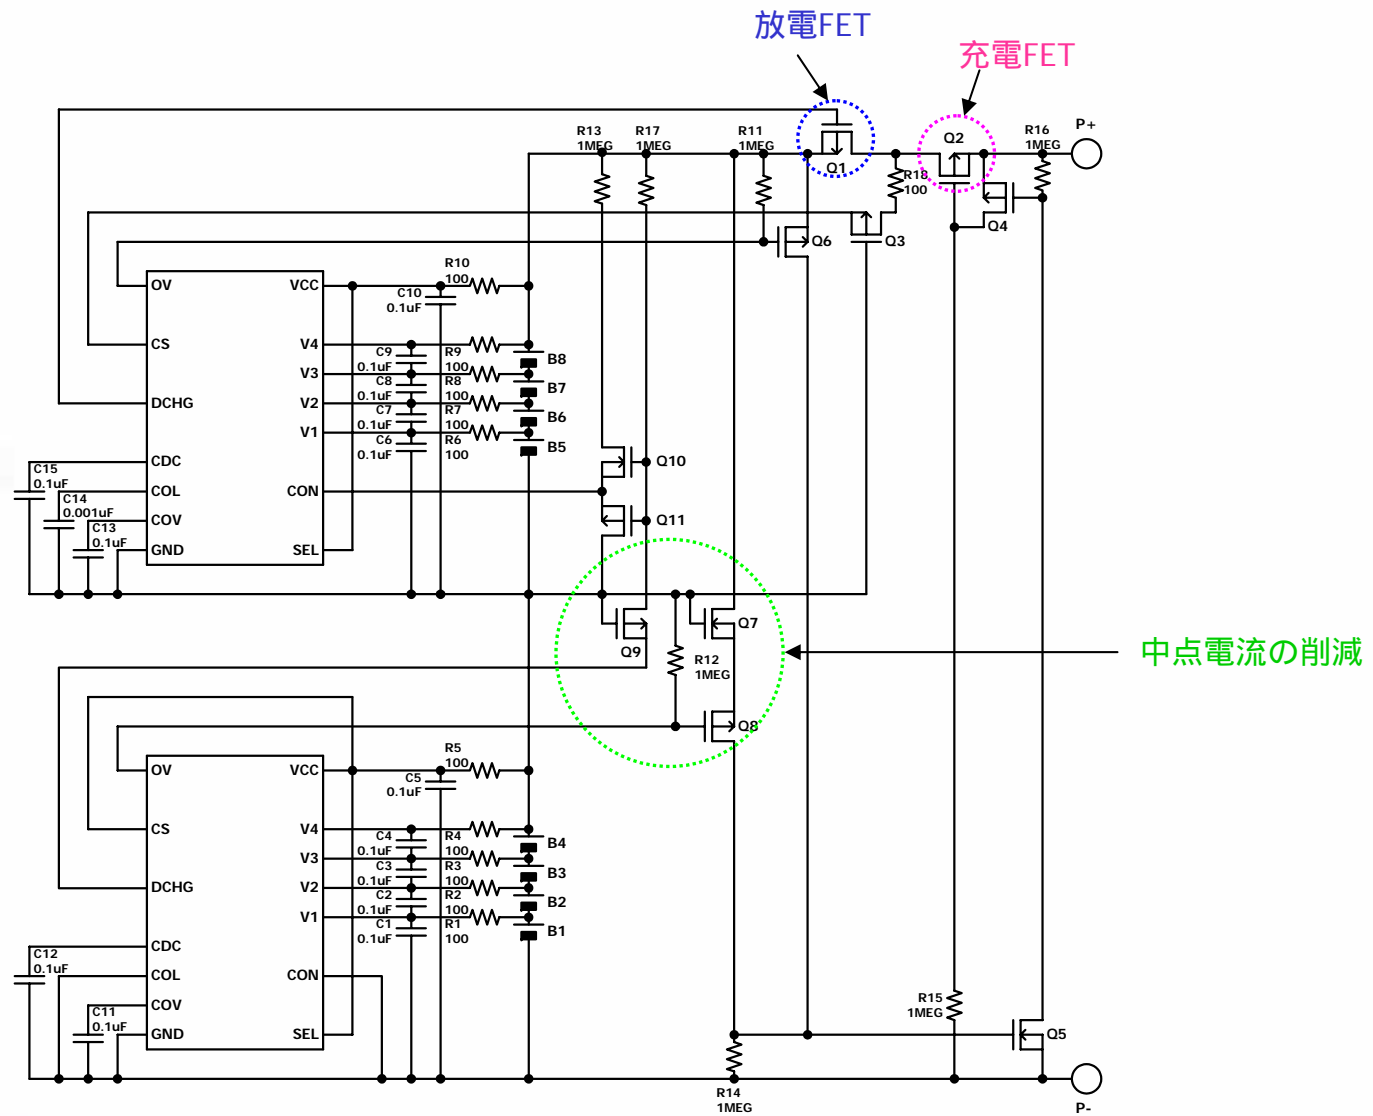 放電FET
充電FET
P+
R13
1MEG
R17
1MEG
R11
1MEG
Q1
Q2
R16
1MEG
R18
100
Q4
Q6
Q3
OV
VCC
CS
V4
V3
DCHG
V2
V1
CDC
COL
CON
COV
GND
SEL
R10
100
C10
0.1uF
C9
0.1uF
R9
100
C8
0.1uF
R8
100
C7
0.1uF
R7
100
C6
0.1uF
R6
100
B8
B7
B6
B5
C15
0.1uF
C14
0.001uF
C13
0.1uF
Q10
Q11
Q9
Q7
R12
1MEG
Q8
中点電流の削減
OV
VCC
CS
V4
V3
DCHG
V2
V1
CDC
COL
CON
COV
GND
SEL
R5
100
C5
0.1uF
C4
0.1uF
R4
100
C3
0.1uF
R3
100
C2
0.1uF
R2
100
C1
0.1uF
R1
100
B4
B3
B2
B1
C12
0.1uF
C11
0.1uF
R15
1MEG
Q5
R14
1MEG
P-